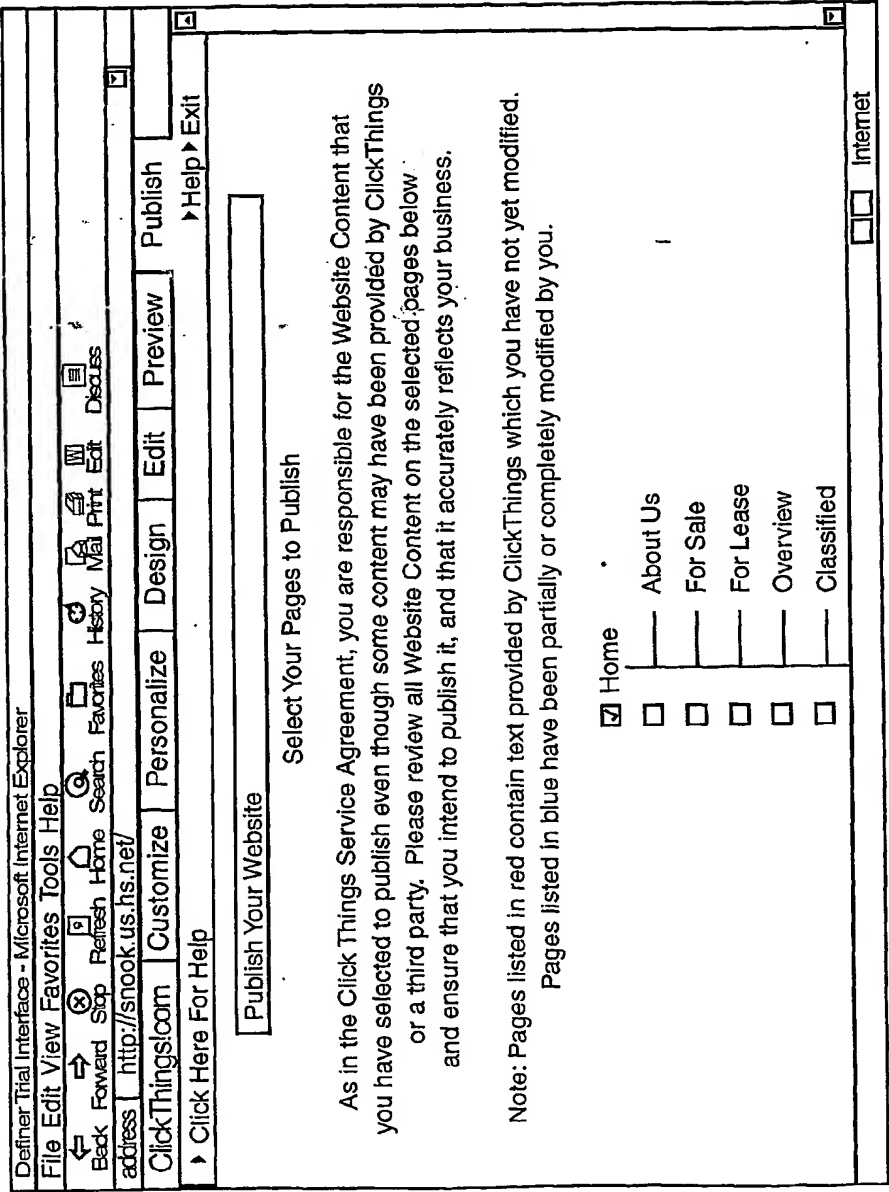 Definer Trial Interface - Microsoft Internet Explorer
File Edit View Favorites Tools Help
Back Forward Stop Refresh Home Search Favorites History Mail Print Edit Discuss
address http://snook.us.hs.net/
ClickThings!com Customize Personalize Design Edit Preview Publish
Click Here For Help Help Exit
Publish Your Website
Select Your Pages to Publish
As in the Click Things Service Agreement, you are responsible for the Website Content that
you have selected to publish even though some content may have been provided by ClickThings
or a third party. Please review all Website Content on the selected pages below
and ensure that you intend to publish it, and that it accurately reflects your business.
Note: Pages listed in red contain text provided by ClickThings which you have not yet modified.
Pages listed in blue have been partially or completely modified by you.
Home
About Us
For Sale
For Lease
Overview
Classified
Internet